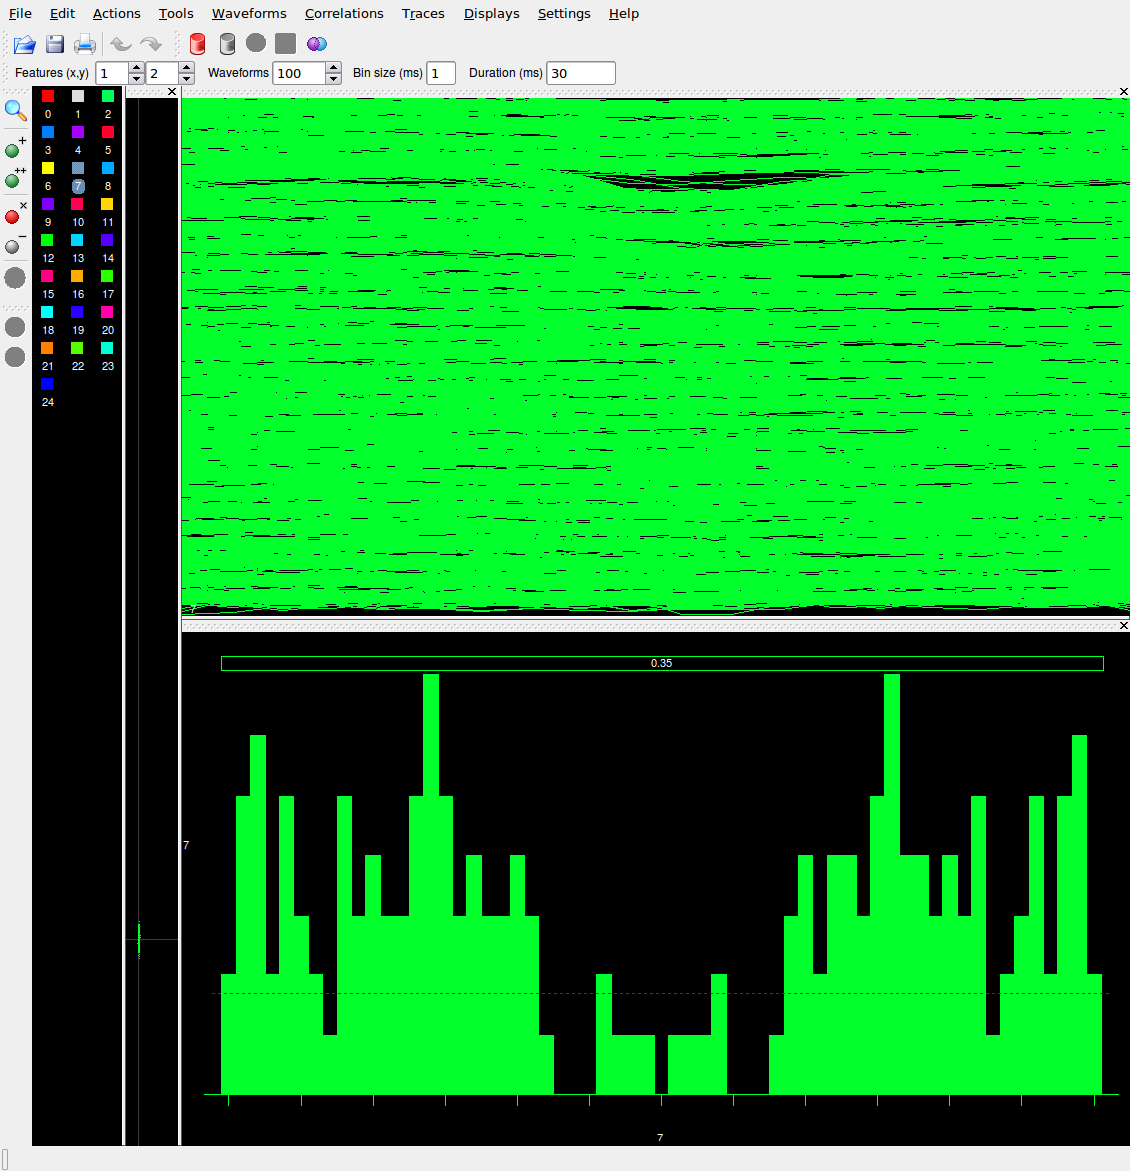 File Edit Actions Tools Waveforms Correlations Traces Displays Settings Help
Features (x,y) 1 2 Waveforms 100 Bin size (ms) 1 Duration (ms) 30
0 1 2
3 4 5
6 7 8
9 10 11
12 13 14
15 16 17
18 19 20
21 22 23
24
0.35
7
7